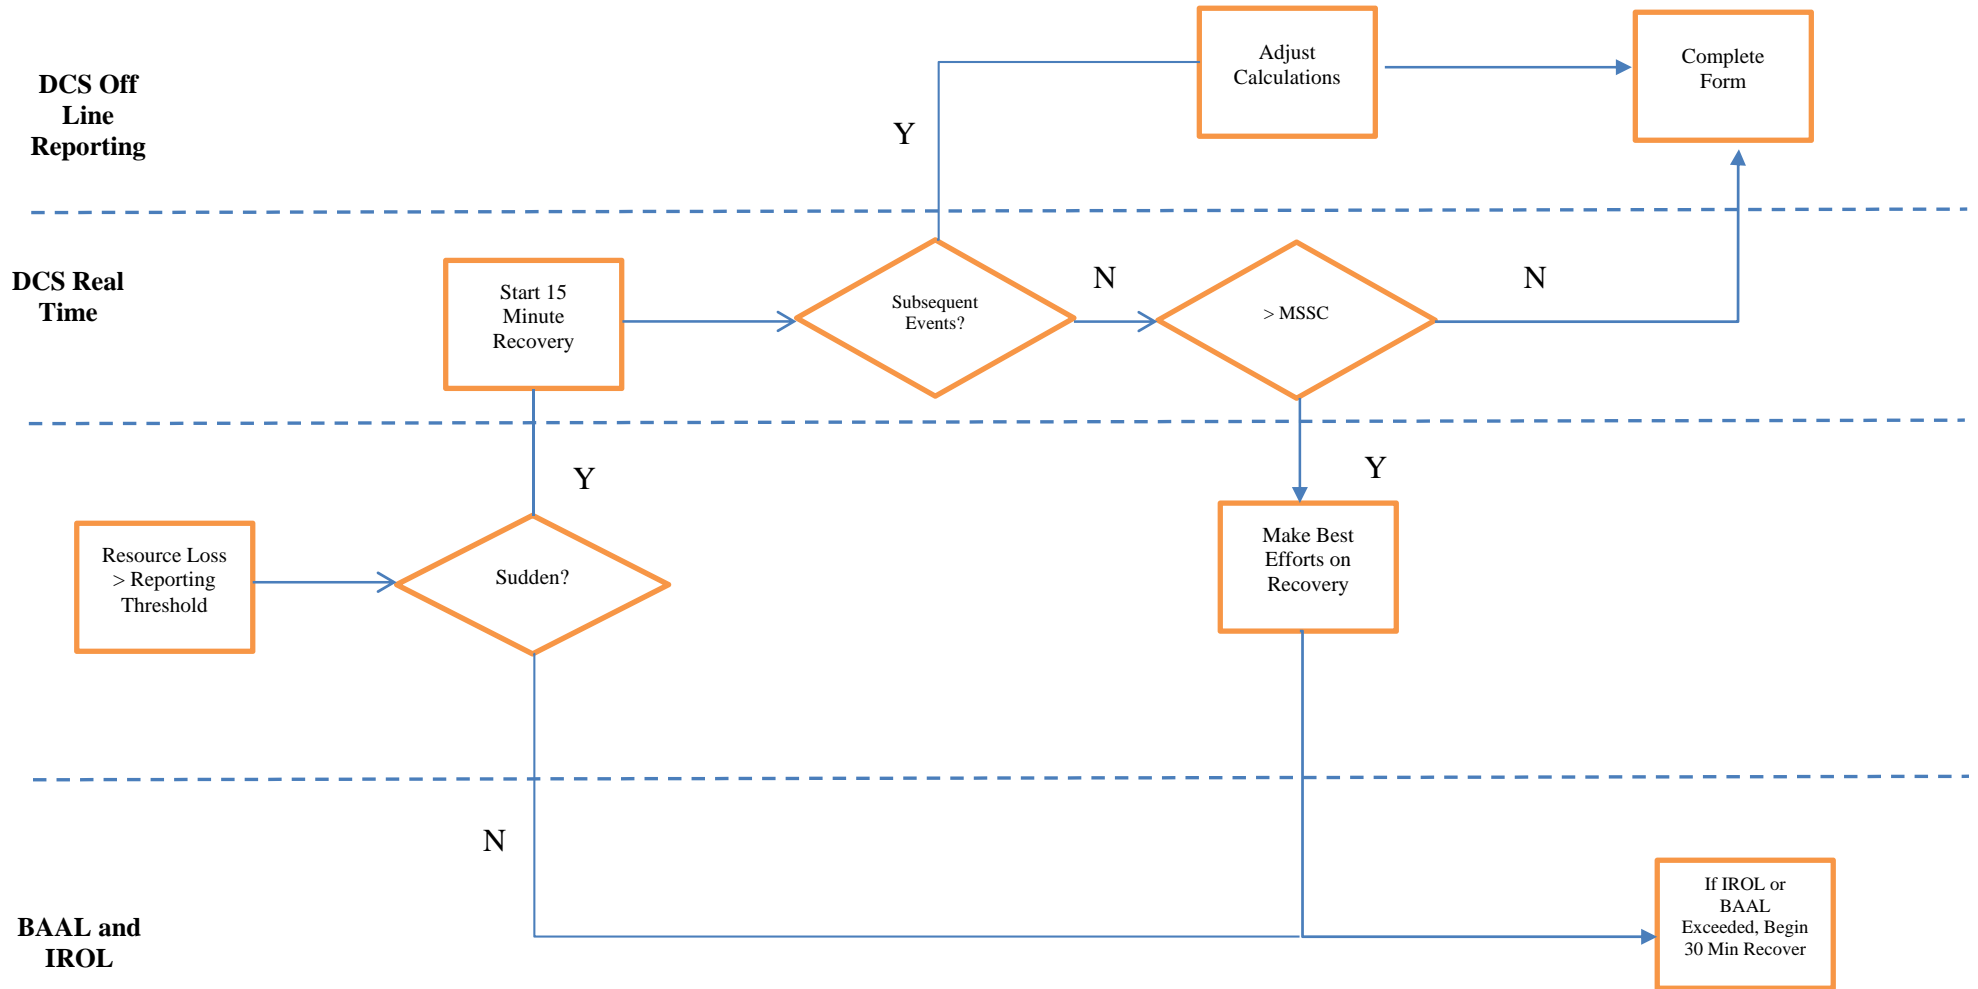 DCS Off
Line
Reporting
Adjust
Calculations
Complete
Form
Y
DCS Real
Time
Start 15
Minute
Recovery
Subsequent
Events?
N
> MSSC
N
Y
Y
Resource Loss
> Reporting
Threshold
Sudden?
Make Best
Efforts on
Recovery
N
BAAL and
IROL
If IROL or
BAAL
Exceeded, Begin
30 Min Recover